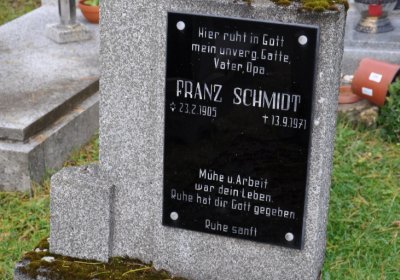 Hier ruht in Gott
mein unverg. Gatte,
Vater, Opa.
FRANZ SCHMIDT
✩ 23.2.1905 ✝ 13.9.1971
Mühe u. Arbeit
war dein Leben.
Ruhe hat dir Gott gegeben.
Ruhe sanft